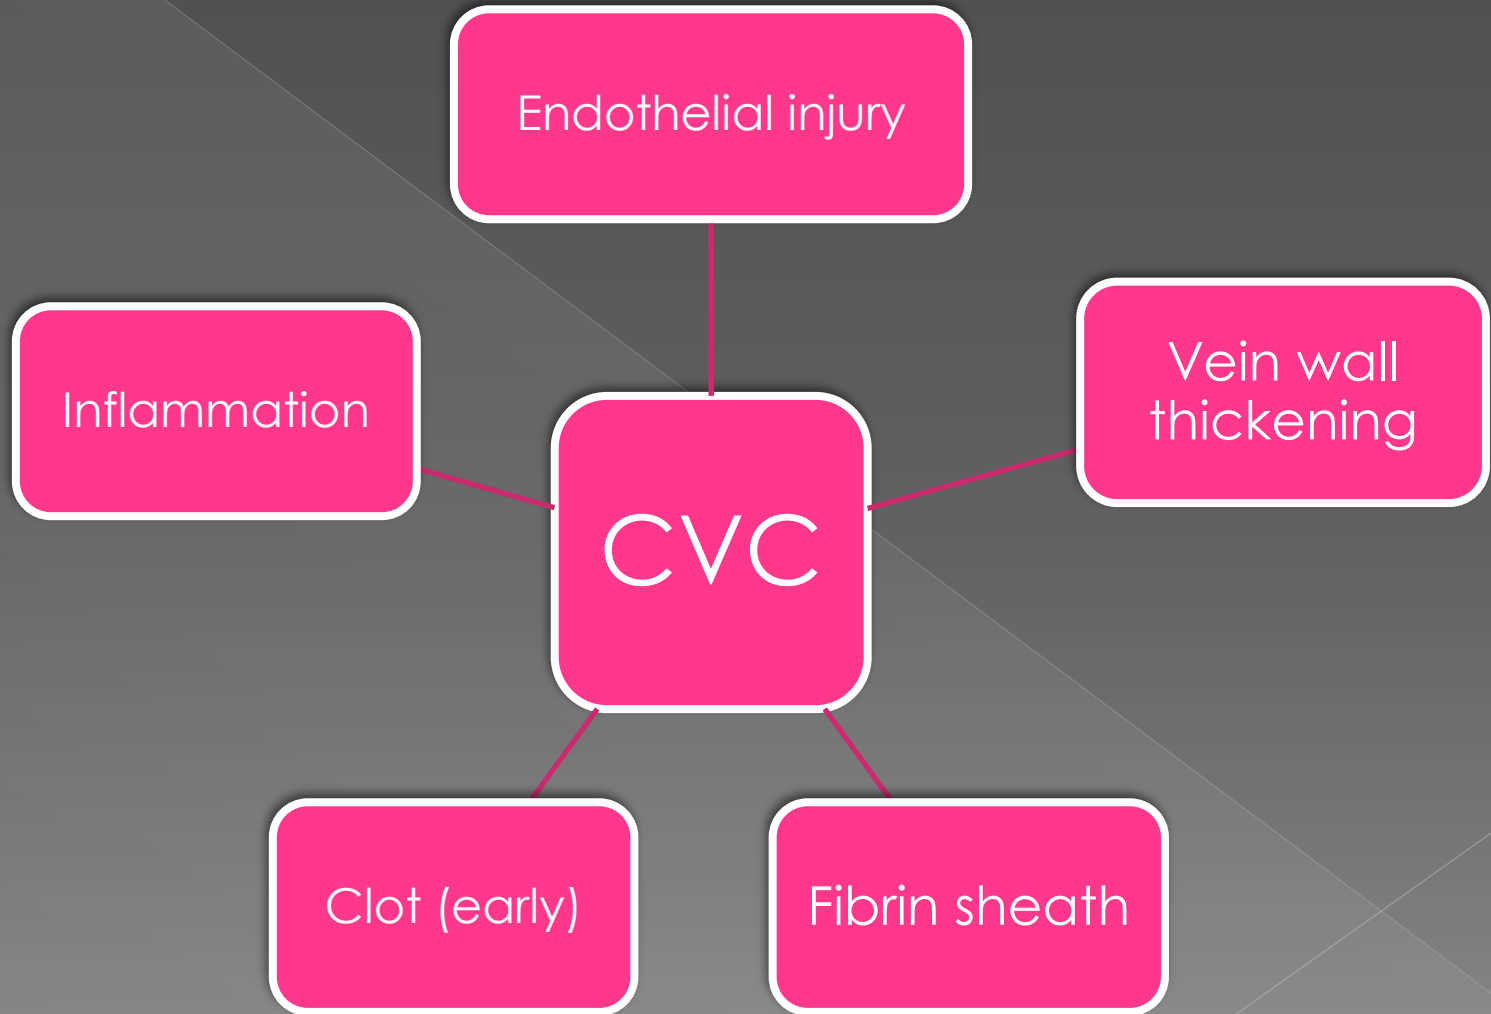 Endothelial injury
Vein wall
thickening
Inflammation
CVC
Clot (early)
Fibrin sheath